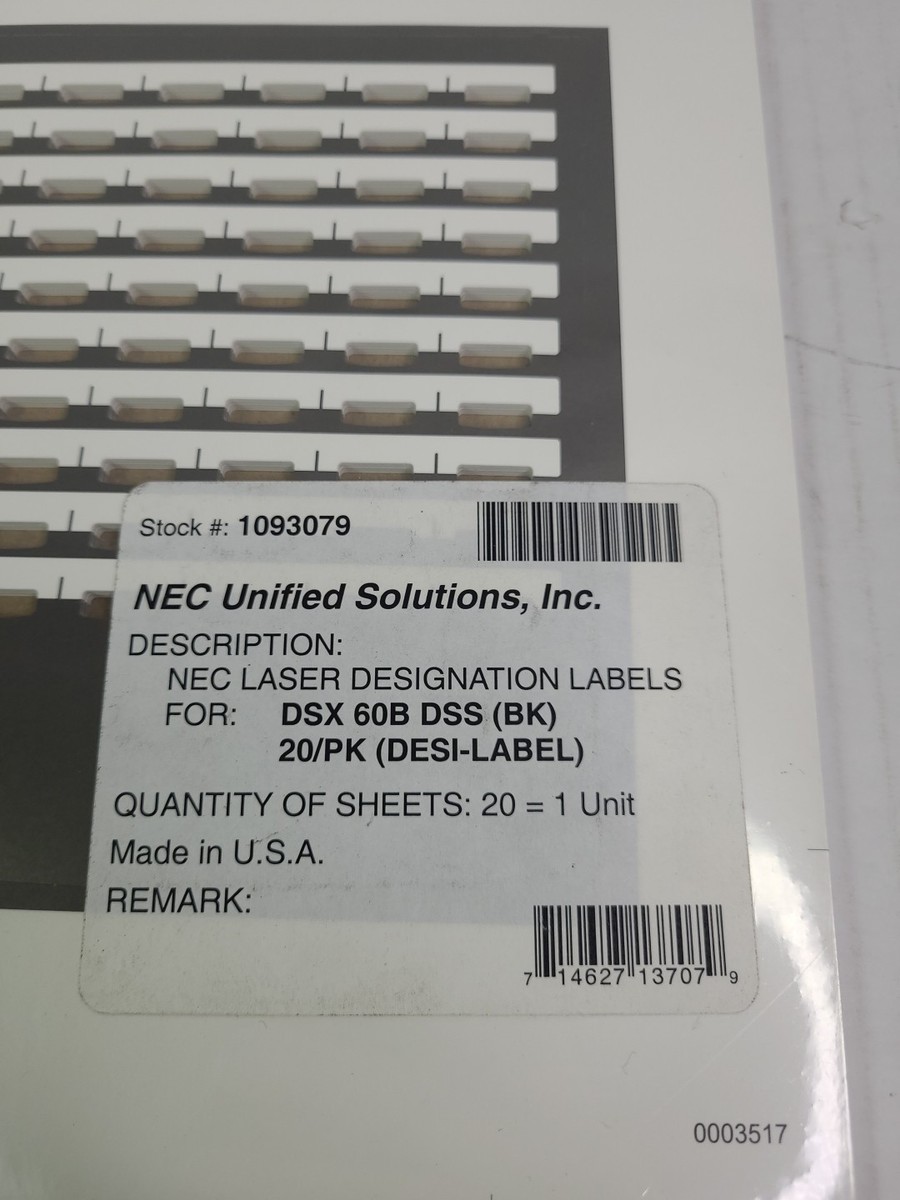 Stock #: 1093079
NEC Unified Solutions, Inc.
DESCRIPTION:
NEC LASER DESIGNATION LABELS
FOR: DSX 60B DSS (BK)
20/PK (DESI-LABEL)
QUANTITY OF SHEETS: 20 = 1 Unit
Made in U.S.A.
REMARK:
7 14627 13707 9
0003517